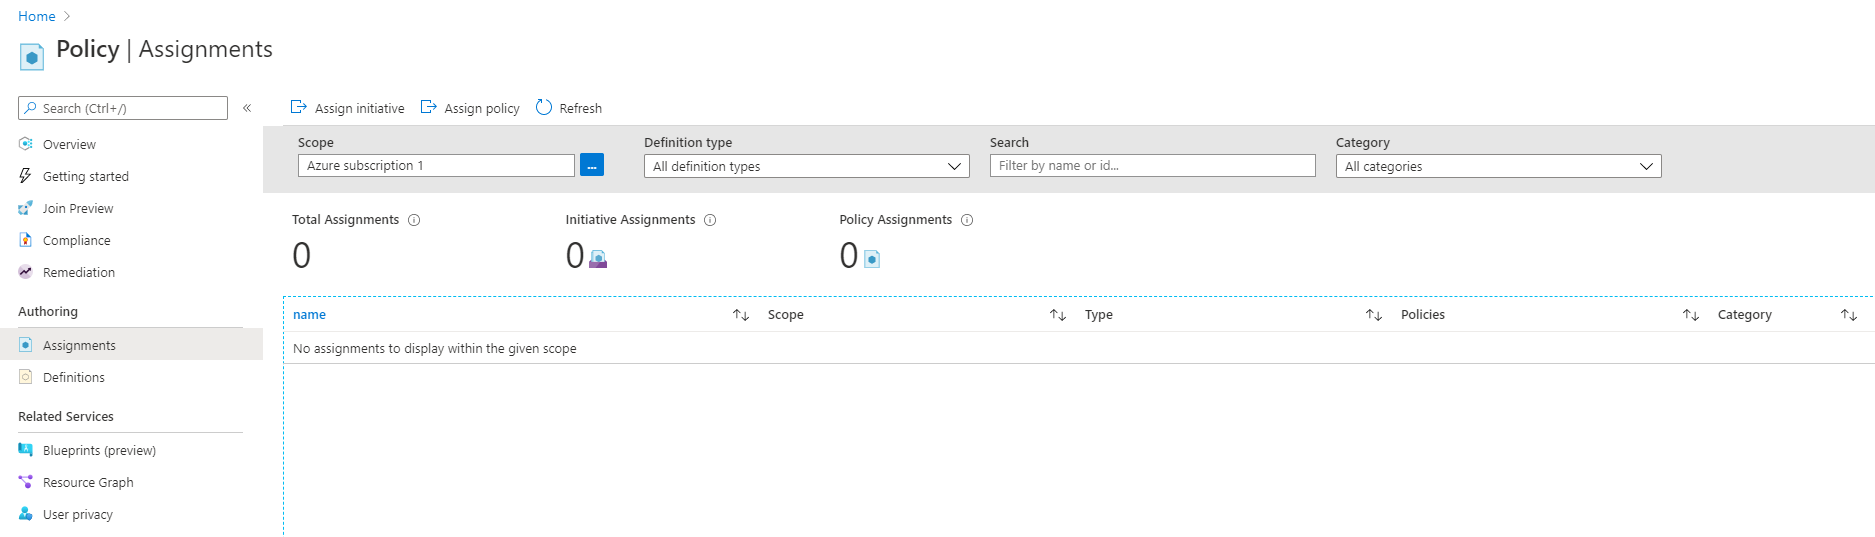 Home
Policy | Assignments
Search (Ctrl+/)
«
Overview
Getting started
Join Preview
Compliance
Remediation
Authoring
Assignments
Definitions
Related Services
Blueprints (preview)
Resource Graph
User privacy
Assign initiative Assign policy Refresh
Scope Definition type Search Category
Azure subscription 1 ... All definition types Filter by name or id... All categories
Total Assignments Initiative Assignments Policy Assignments
0 0 0
name Scope Type Policies Category
No assignments to display within the given scope